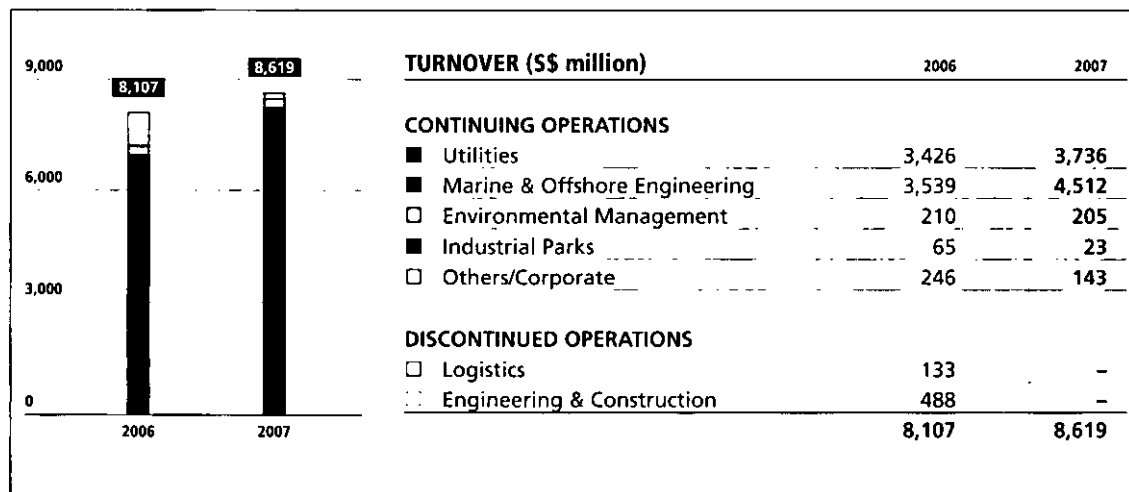 9,000
8,107
8,619
6,000
3,000
0
2006 2007
TURNOVER (S$ million) 2006 2007
CONTINUING OPERATIONS
Utilities 3,426 3,736
Marine & Offshore Engineering 3,539 4,512
Environmental Management 210 205
Industrial Parks 65 23
Others/Corporate 246 143
DISCONTINUED OPERATIONS
Logistics 133 –
Engineering & Construction 488 –
8,107 8,619